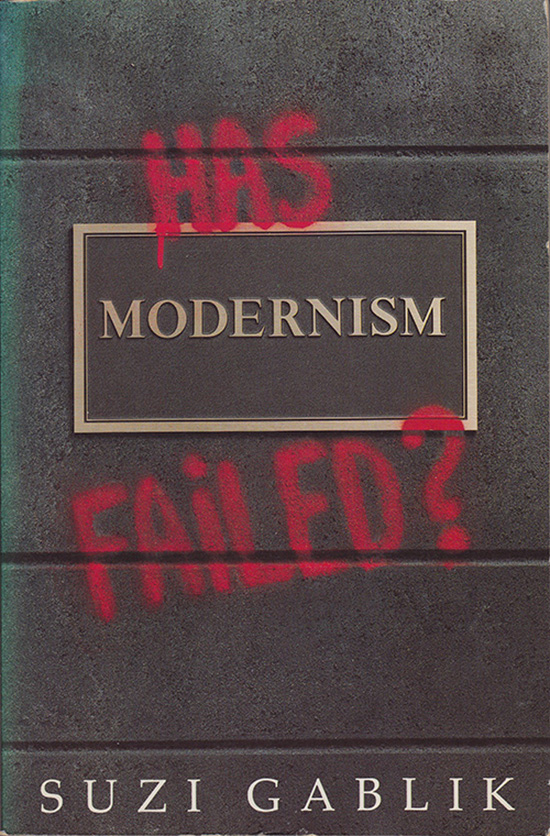 HAS
MODERNISM
FAiLED?
SUZI GABLIK